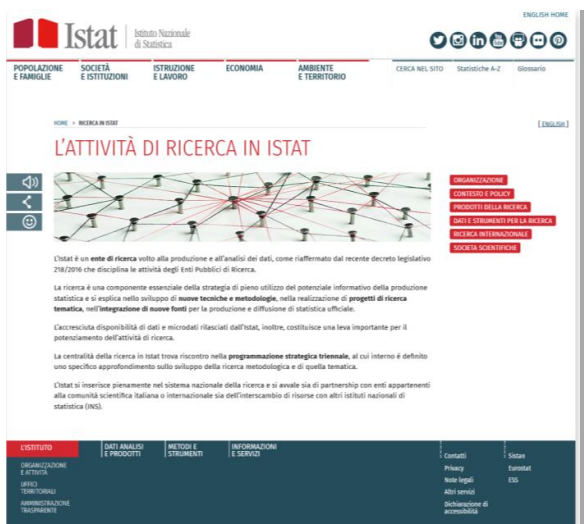 ENGLISH HOME
Istat
Istituto Nazionale
di Statistica
POPOLAZIONE
E FAMIGLIE
SOCIETÀ
E ISTITUZIONI
ISTRUZIONE
E LAVORO
ECONOMIA
AMBIENTE
E TERRITORIO
CERCA NEL SITO
Statistiche A-Z
Glossario
HOME > RICERCA IN ISTAT
[ ENGLISH ]
L'ATTIVITÀ DI RICERCA IN ISTAT
ORGANIZZAZIONE
CONTESTO E POLICY
PRODOTTI DELLA RICERCA
DATI E STRUMENTI PER LA RICERCA
RICERCA INTERNAZIONALE
SOCIETÀ SCIENTIFICHE
L'Istat è un ente di ricerca volto alla produzione e all'analisi dei dati, come riaffermato dal recente decreto legislativo
218/2016 che disciplina le attività degli Enti Pubblici di Ricerca.
La ricerca è una componente essenziale della strategia di pieno utilizzo del potenziale informativo della produzione
statistica e si esplica nello sviluppo di nuove tecniche e metodologie, nella realizzazione di progetti di ricerca
tematica, nell'integrazione di nuove fonti per la produzione e diffusione di statistica ufficiale.
L'accresciuta disponibilità di dati e microdati rilasciati dall'Istat, inoltre, costituisce una leva importante per il
potenziamento dell'attività di ricerca.
La centralità della ricerca in Istat trova riscontro nella programmazione strategica triennale, al cui interno è definito
uno specifico approfondimento sullo sviluppo della ricerca metodologica e di quella tematica.
L'Istat si inserisce pienamente nel sistema nazionale della ricerca e si avvale sia di partnership con enti appartenenti
alla comunità scientifica italiana o internazionale sia dell'interscambio di risorse con altri istituti nazionali di
statistica (INS).
L'ISTITUTO
DATI ANALISI
E PRODOTTI
METODI E
STRUMENTI
INFORMAZIONI
E SERVIZI
ORGANIZZAZIONE
E ATTIVITÀ
UFFICI
TERRITORIALI
AMMINISTRAZIONE
TRASPARENTE
Contatti
Privacy
Note legali
Altri servizi
Dichiarazione di
accessibilità
Sistan
Eurostat
ESS